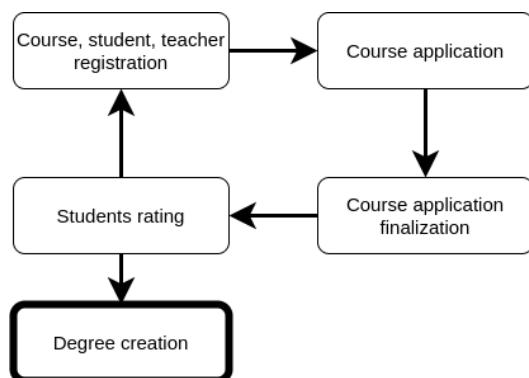 Course, student, teacher
registration
Course application
Students rating
Course application
finalization
Degree creation